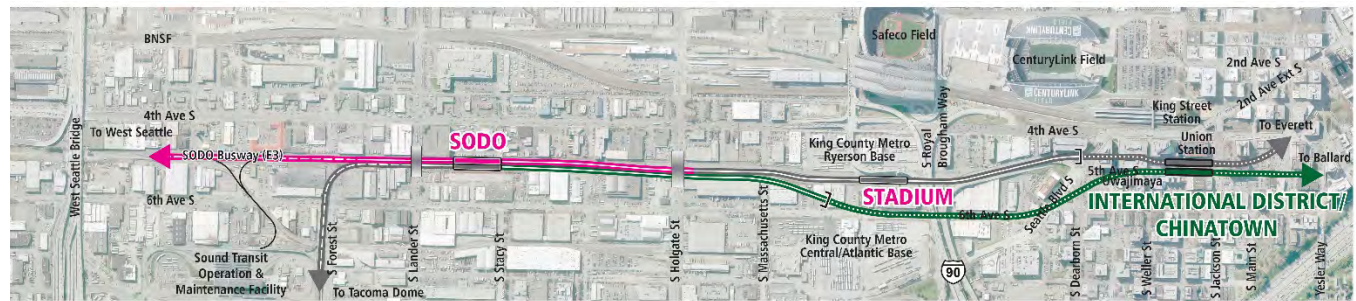 BNSF
Safeco Field
CenturyLink Field
CENTURYLINK
2nd Ave S
2nd Ave Ext S
King Street
Station
4th Ave S
To West Seattle
SODO Busway (E3)
SODO
King County Metro
Ryerson Base
S Royal
Brougham Way
4th Ave S
Union
Station
To Everett
To Ballard
West Seattle Bridge
6th Ave S
STADIUM
6th Ave S
Seattle Blvd S
5th Ave S
Uwajimaya
INTERNATIONAL DISTRICT/
CHINATOWN
Sound Transit
Operation &
Maintenance Facility
S Forest St
To Tacoma Dome
S Lander St
S Stacy St
S Holgate St
S Massachusetts St
King County Metro
Central/Atlantic Base
90
S Dearborn St
S Weller St
S Jackson St
S Main St
Yesler Way